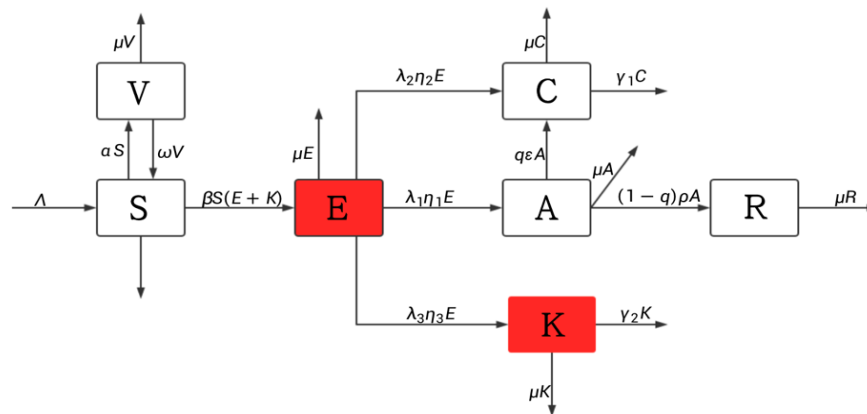 μV
μC
V
λ₂η₂E
C
γ₁C
αS
ωV
μE
qεA
μA
Λ
S
βS(E + K)
E
λ₁η₁E
A
(1 − q)ρA
R
μR
λ₃η₃E
K
γ₂K
μK